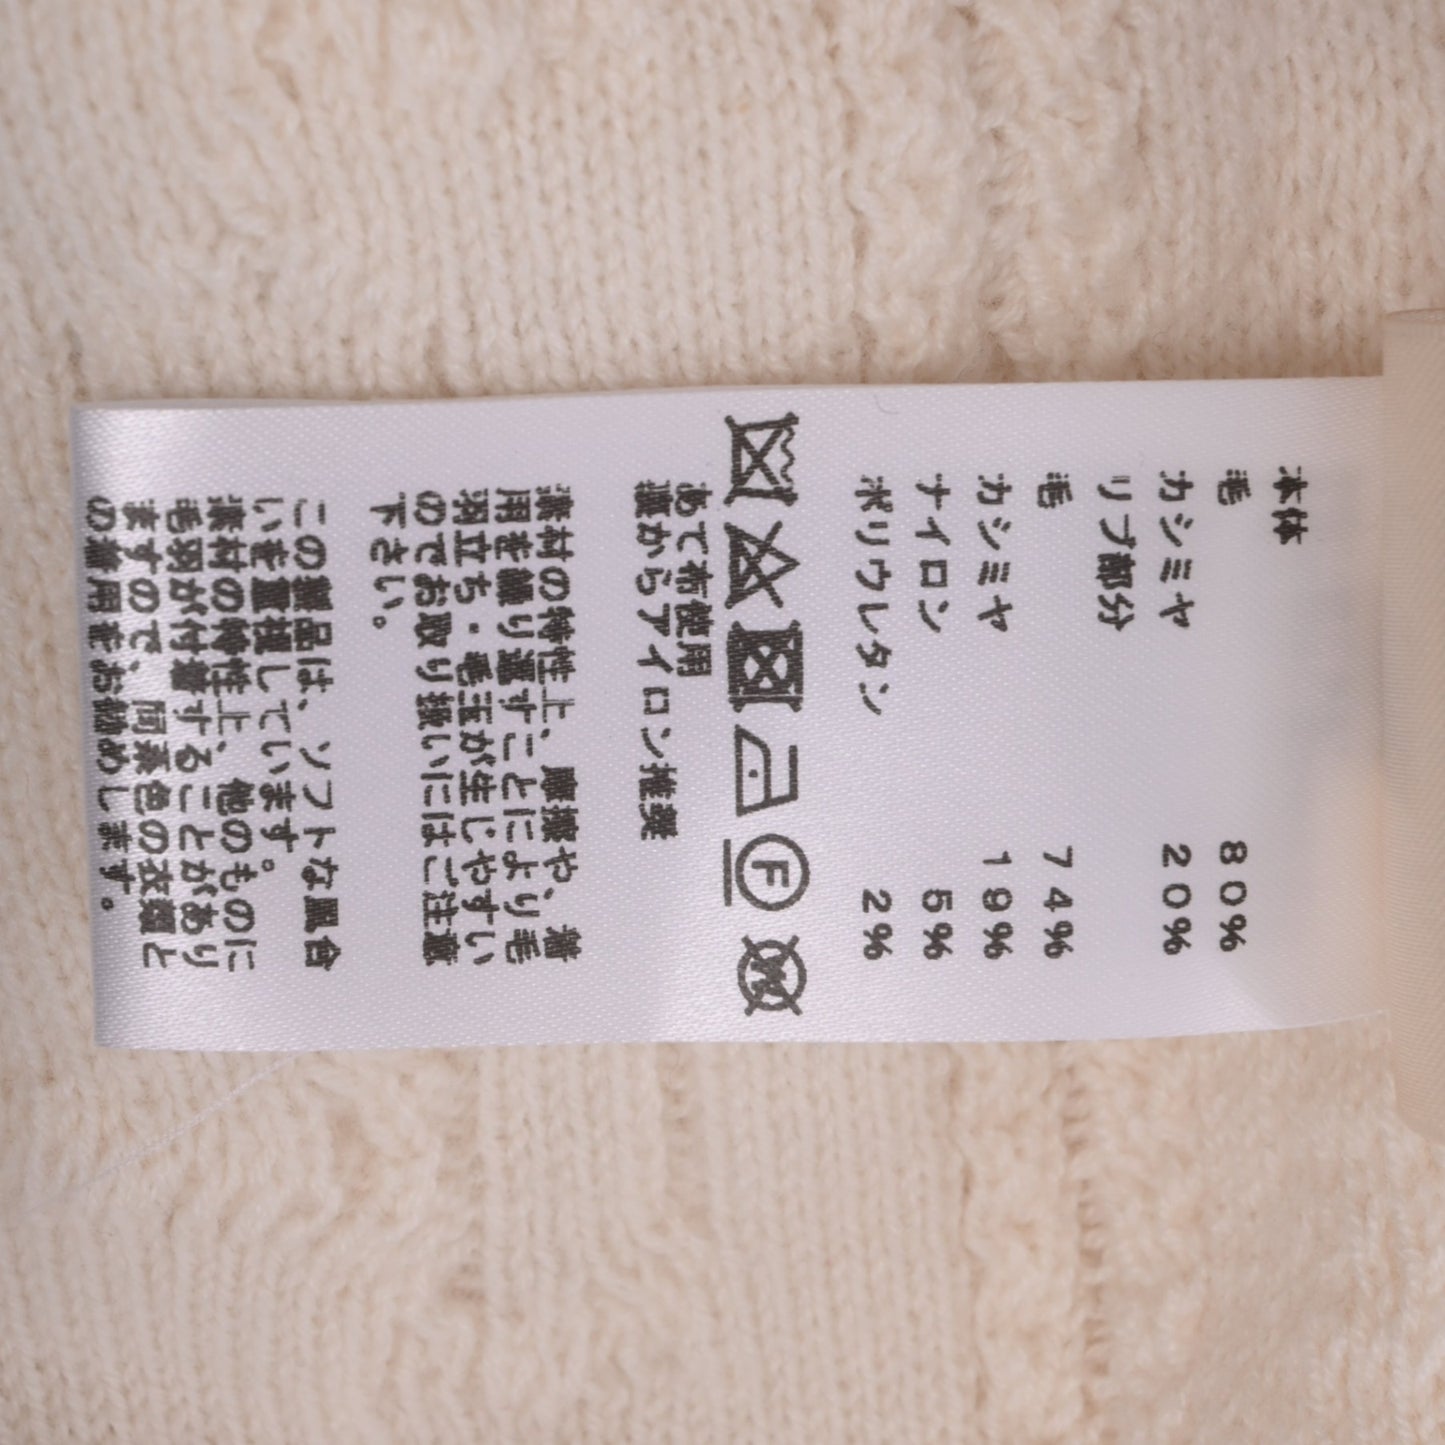 本体
毛 80%
カシミヤ 20%
リブ部分
毛 74%
カシミヤ 19%
ナイロン 5%
ポリウレタン 2%
F
W
あて布使用
裏からアイロン推奨
素材の特性上、摩擦や、着
用を繰り返すことにより毛
羽立ち・毛玉が生じやすい
のでお取り扱いにはご注意
下さい。
この製品は、ソフトな風合
いを重視しています。
素材の特性上、他のものに
毛羽が付着することがあり
ますので、同系色の衣類と
の着用をお勧めします。